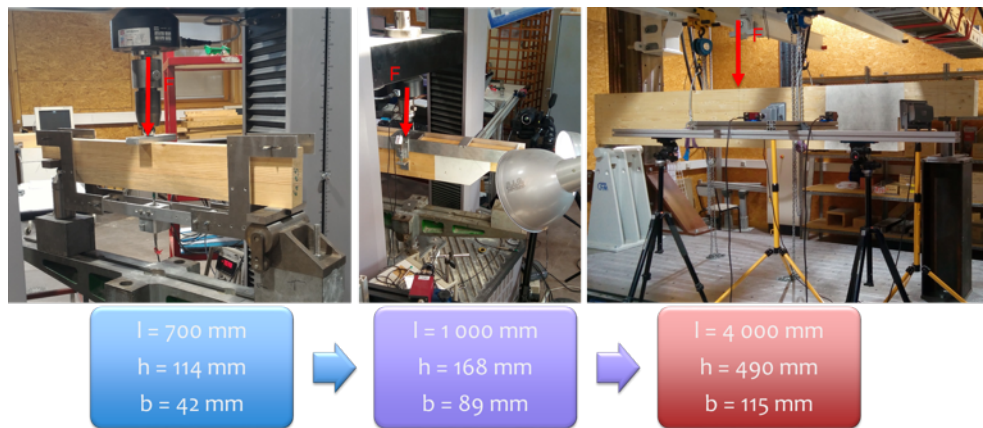 F
F
F
l = 700 mm
h = 114 mm
b = 42 mm
l = 1 000 mm
h = 168 mm
b = 89 mm
l = 4 000 mm
h = 490 mm
b = 115 mm